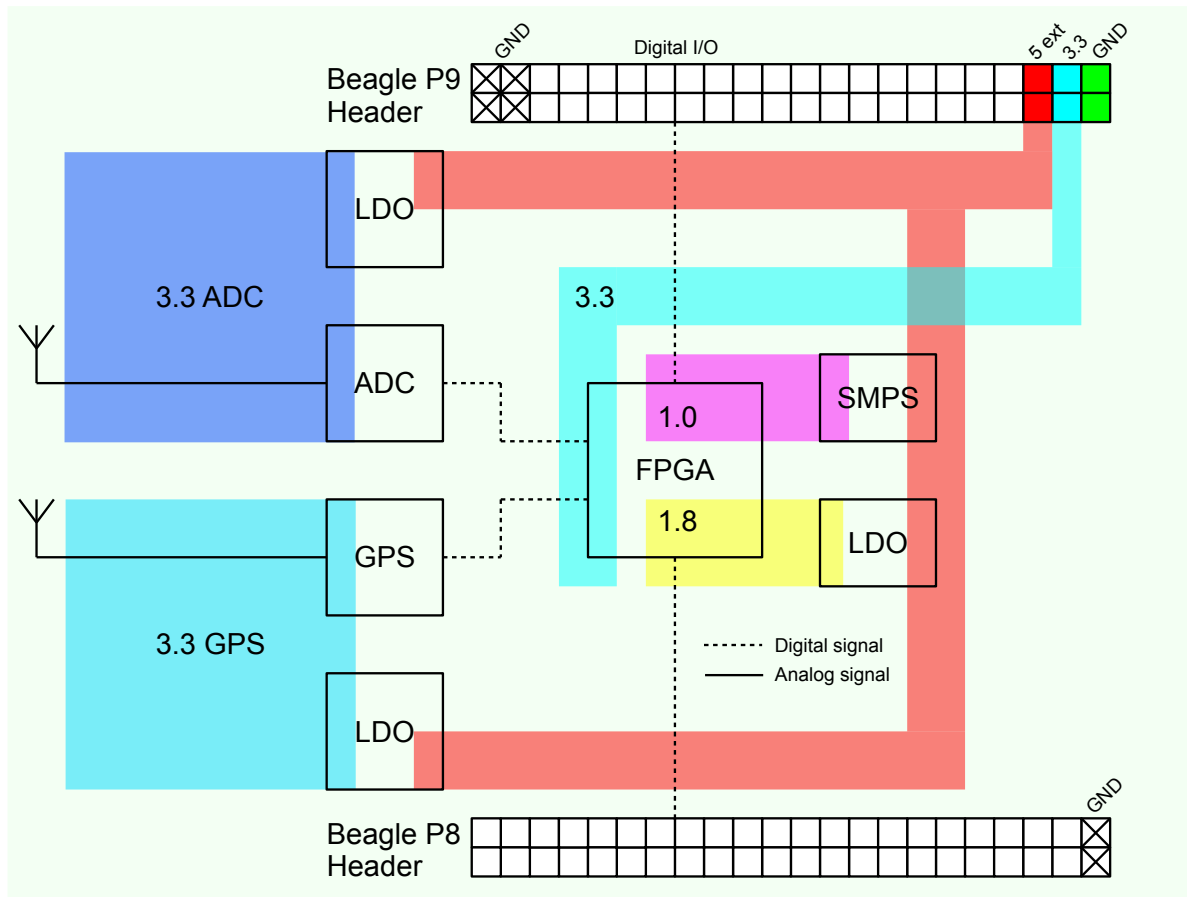 GND
Digital I/O
5 ext
3.3
GND
Beagle P9
Header
LDO
3.3 ADC
3.3
ADC
SMPS
1.0
FPGA
1.8
LDO
GPS
3.3 GPS
Digital signal
Analog signal
LDO
GND
Beagle P8
Header